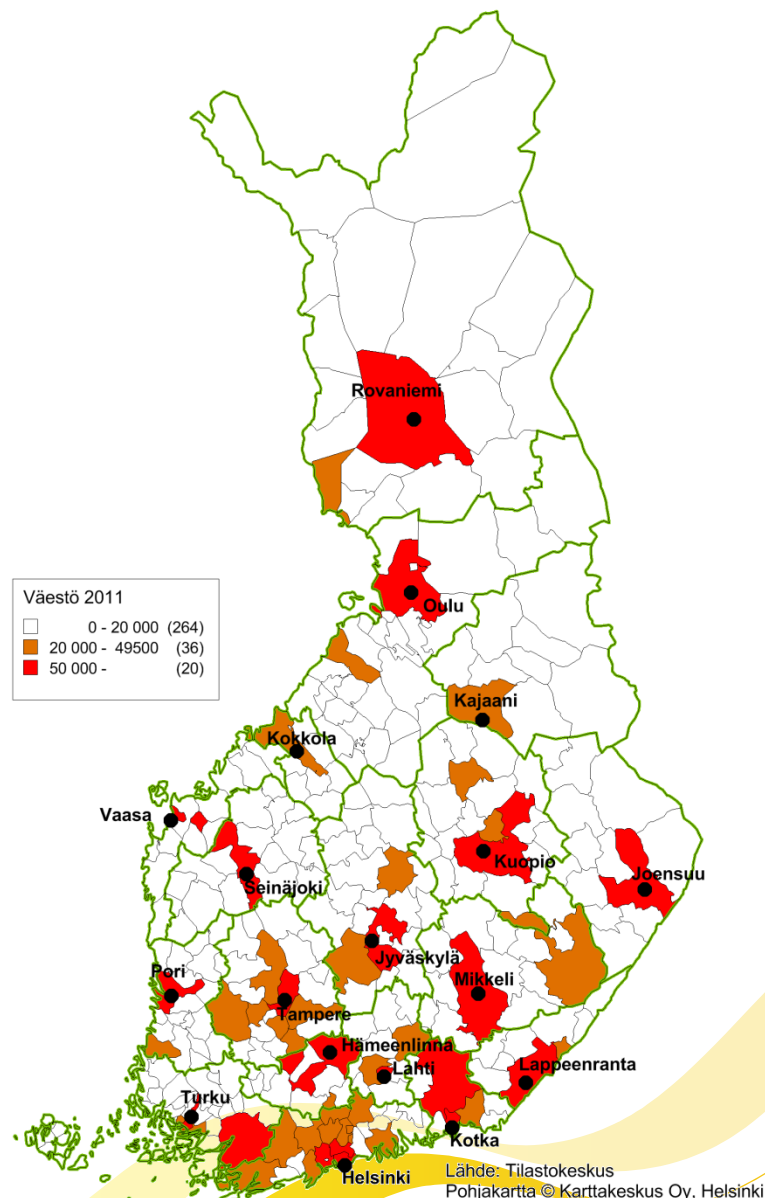 Rovaniemi
Väestö 2011
0 - 20 000 (264)
20 000 - 49500 (36)
50 000 - (20)
Oulu
Kajaani
Kokkola
Vaasa
Kuopio
Seinäjoki
Joensuu
Jyväskylä
Pori
Mikkeli
Tampere
Hämeenlinna
Lahti
Lappeenranta
Turku
Kotka
Helsinki
Lähde: Tilastokeskus
Pohjakartta © Karttakeskus Oy, Helsinki